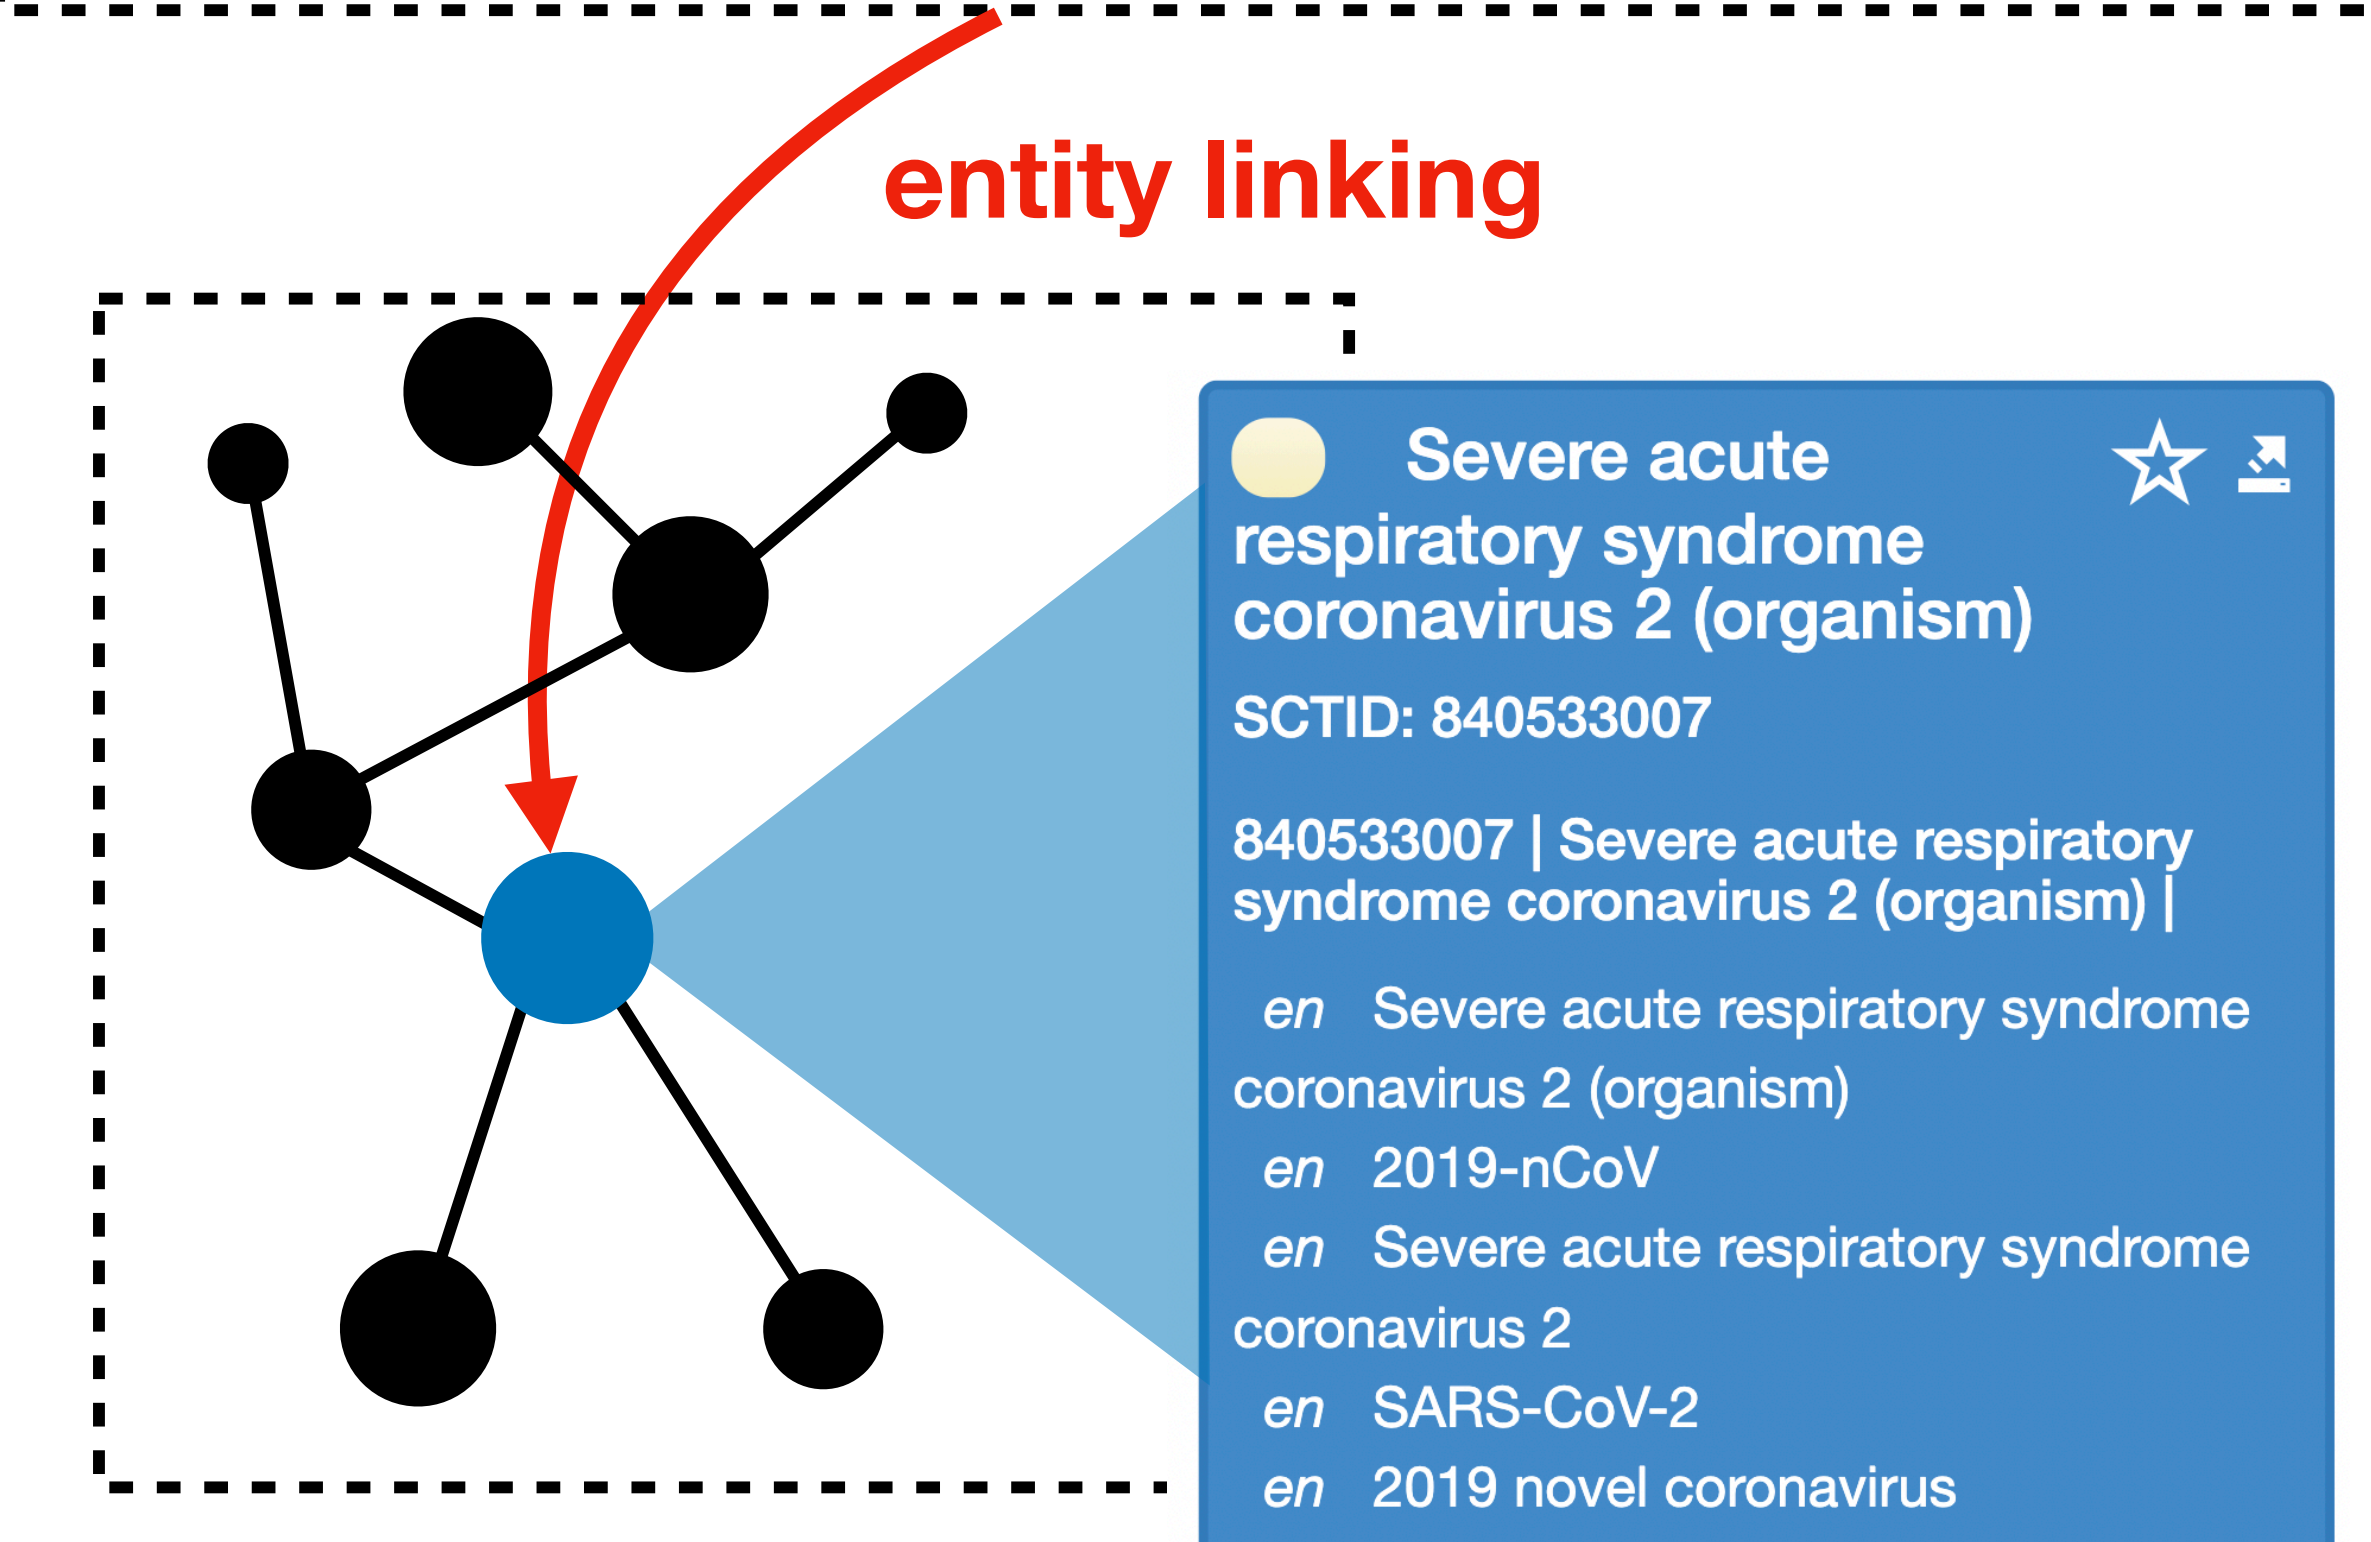 entity linking
Severe acute
respiratory syndrome
coronavirus 2 (organism)
SCTID: 840533007
840533007 | Severe acute respiratory
syndrome coronavirus 2 (organism) |
en Severe acute respiratory syndrome
coronavirus 2 (organism)
en 2019-nCoV
en Severe acute respiratory syndrome
coronavirus 2
en SARS-CoV-2
en 2019 novel coronavirus